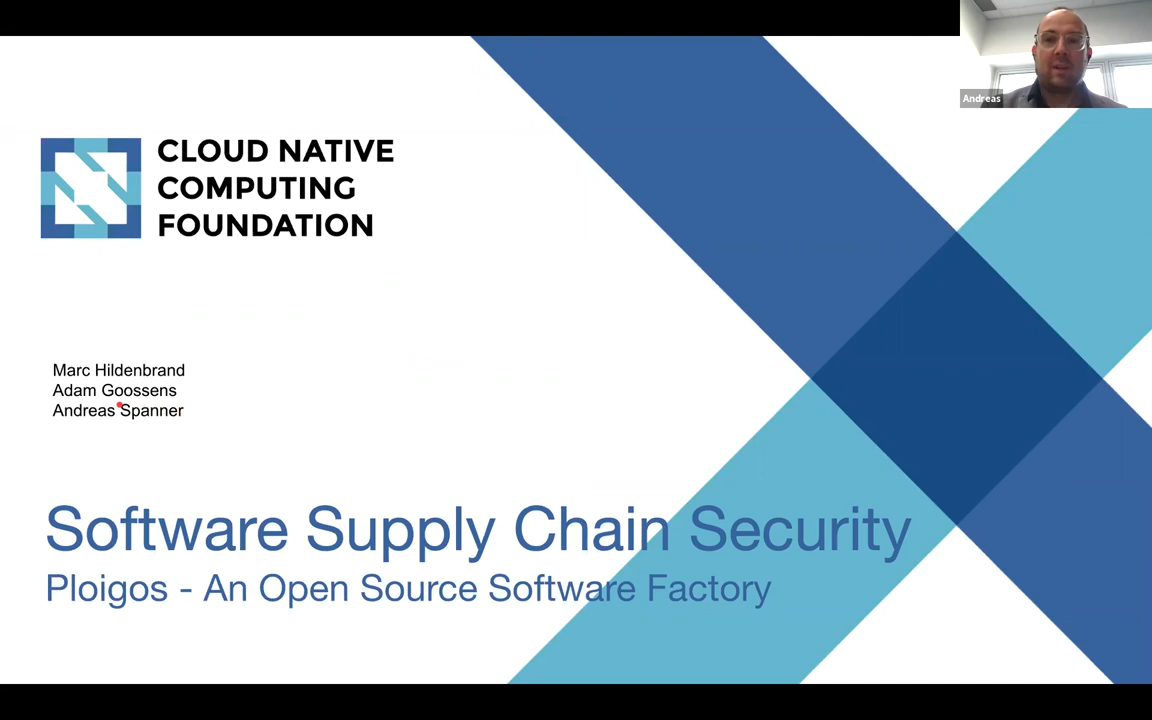 Andreas
CLOUD NATIVE
COMPUTING
FOUNDATION
Marc Hildenbrand
Adam Goossens
Andreas Spanner
Software Supply Chain Security
Ploigos - An Open Source Software Factory